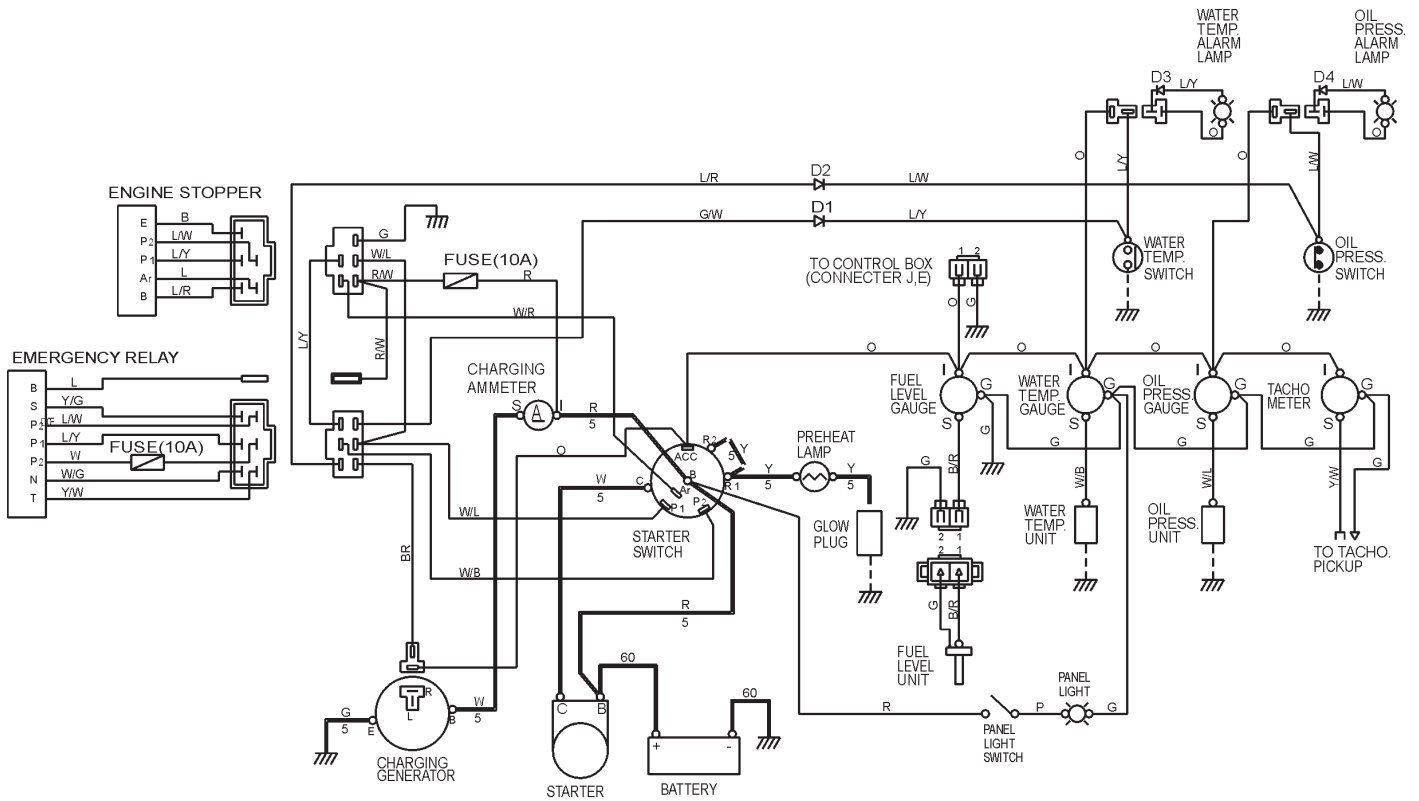 WATER
TEMP.
ALARM
LAMP
OIL
PRESS.
ALARM
LAMP
D3
L/Y
D4
L/W
O
O
O
L/Y
O
L/W
D2
L/R
L/W
D1
G/W
L/Y
ENGINE STOPPER
E
B
P2
L/W
P1
L/Y
Ar
L
B
L/R
G
W/L
R/W
FUSE(10A)
R
W/R
L/Y
R/W
TO CONTROL BOX
(CONNECTER J,E)
1 2
O
G
WATER
TEMP.
SWITCH
OIL
PRESS.
SWITCH
EMERGENCY RELAY
B
L
S
Y/G
P2
L/W
P1
L/Y
FUSE(10A)
P2
W
N
W/G
T
Y/W
CHARGING
AMMETER
S
A
I
R
5
O
O
O
O
FUEL
LEVEL
GAUGE
I
G
S
WATER
TEMP.
GAUGE
I
G
S
OIL
PRESS.
GAUGE
I
G
S
TACHO
METER
I
G
S
G
G
G
G
O
W
5
C
ACC
R2
Y
5
B
R1
Ar
P1
P2
STARTER
SWITCH
PREHEAT
LAMP
Y
5
Y
5
GLOW
PLUG
W/L
W/B
BR
R
5
G
B/R
2 1
2 1
G
B/R
FUEL
LEVEL
UNIT
W/B
WATER
TEMP.
UNIT
W/L
OIL
PRESS.
UNIT
Y/W
G
TO TACHO.
PICKUP
R
L
G
5
E
B
W
5
CHARGING
GENERATOR
C
B
STARTER
60
60
+
-
BATTERY
R
PANEL
LIGHT
SWITCH
P
PANEL
LIGHT
G